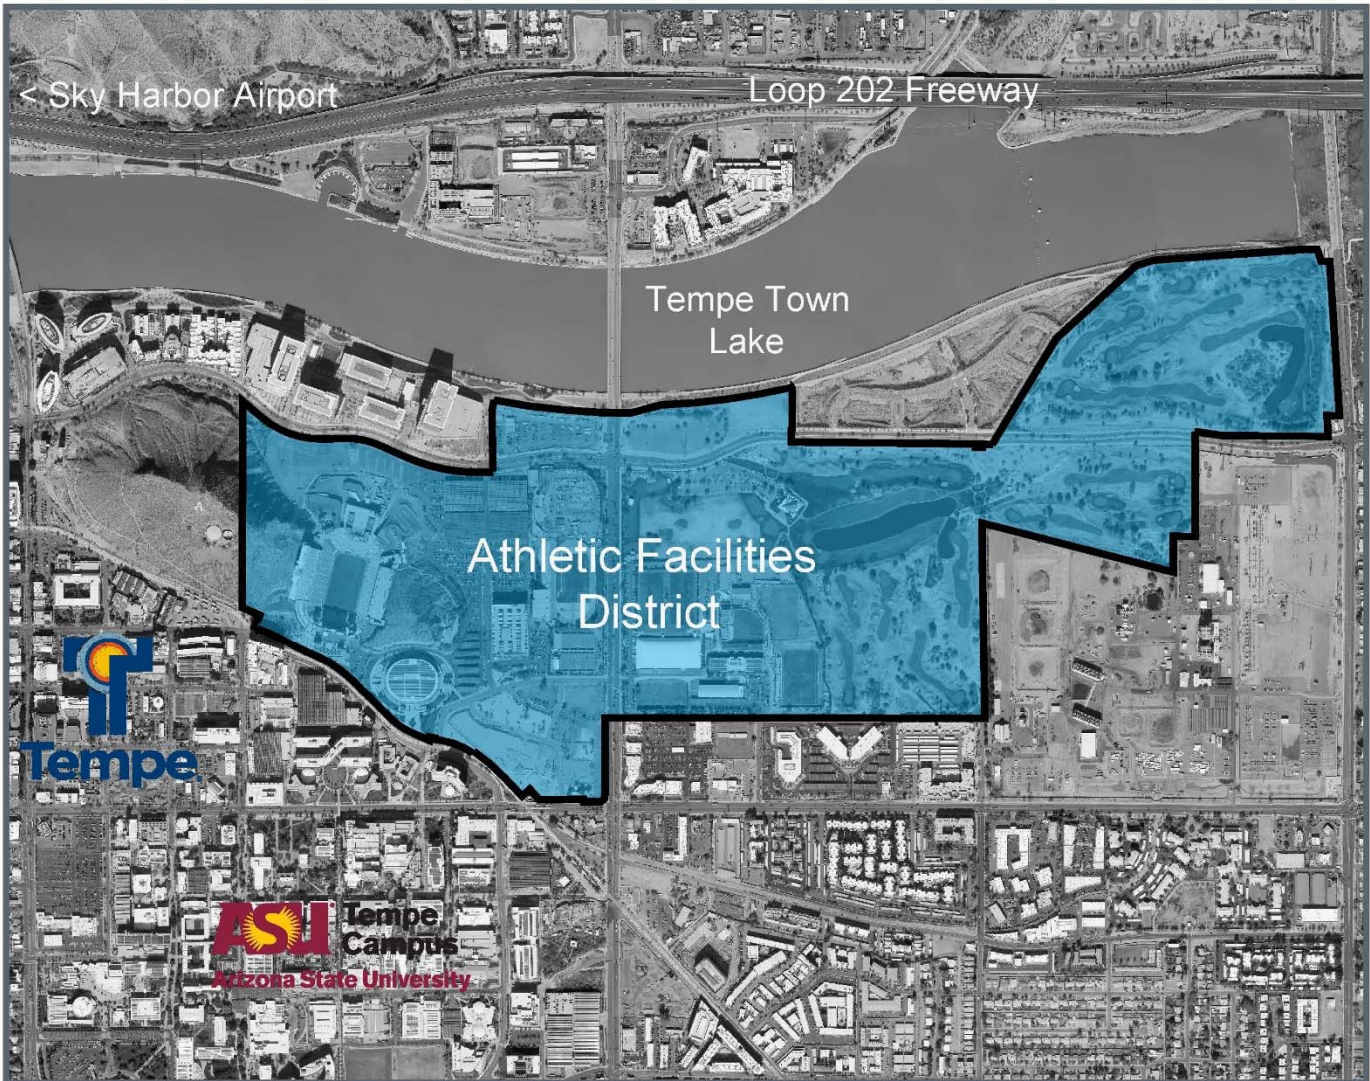 < Sky Harbor Airport
Loop 202 Freeway
Tempe Town
Lake
Athletic Facilities
District
Tempe
ASU Tempe
Campus
Arizona State University